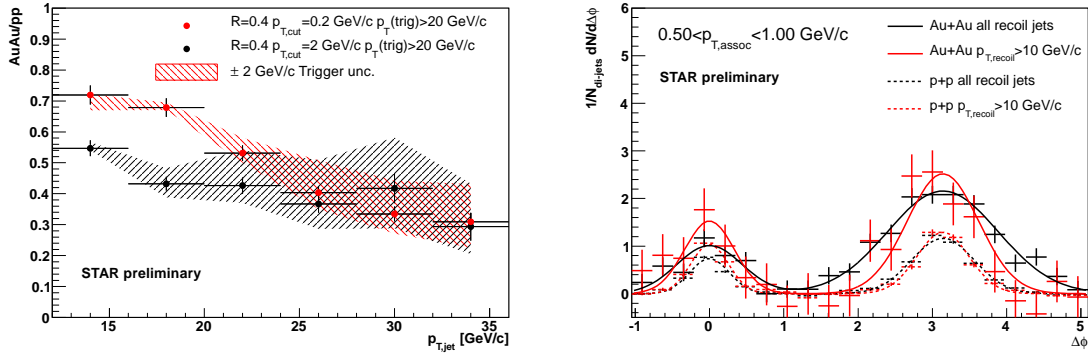 AuAu/pp
1
0.9
0.8
0.7
0.6
0.5
0.4
0.3
0.2
0.1
0
R=0.4 p_T,cut=0.2 GeV/c p_T(trig)>20 GeV/c
R=0.4 p_T,cut=2 GeV/c p_T(trig)>20 GeV/c
± 2 GeV/c Trigger unc.
STAR preliminary
15 20 25 30 35
p_T,jet [GeV/c]
1/N_di-jets dN/dΔϕ
6
5
4
3
2
1
0
0.50<p_T,assoc<1.00 GeV/c
STAR preliminary
Au+Au all recoil jets
Au+Au p_T,recoil>10 GeV/c
p+p all recoil jets
p+p p_T,recoil>10 GeV/c
-1 0 1 2 3 4 5
Δϕ